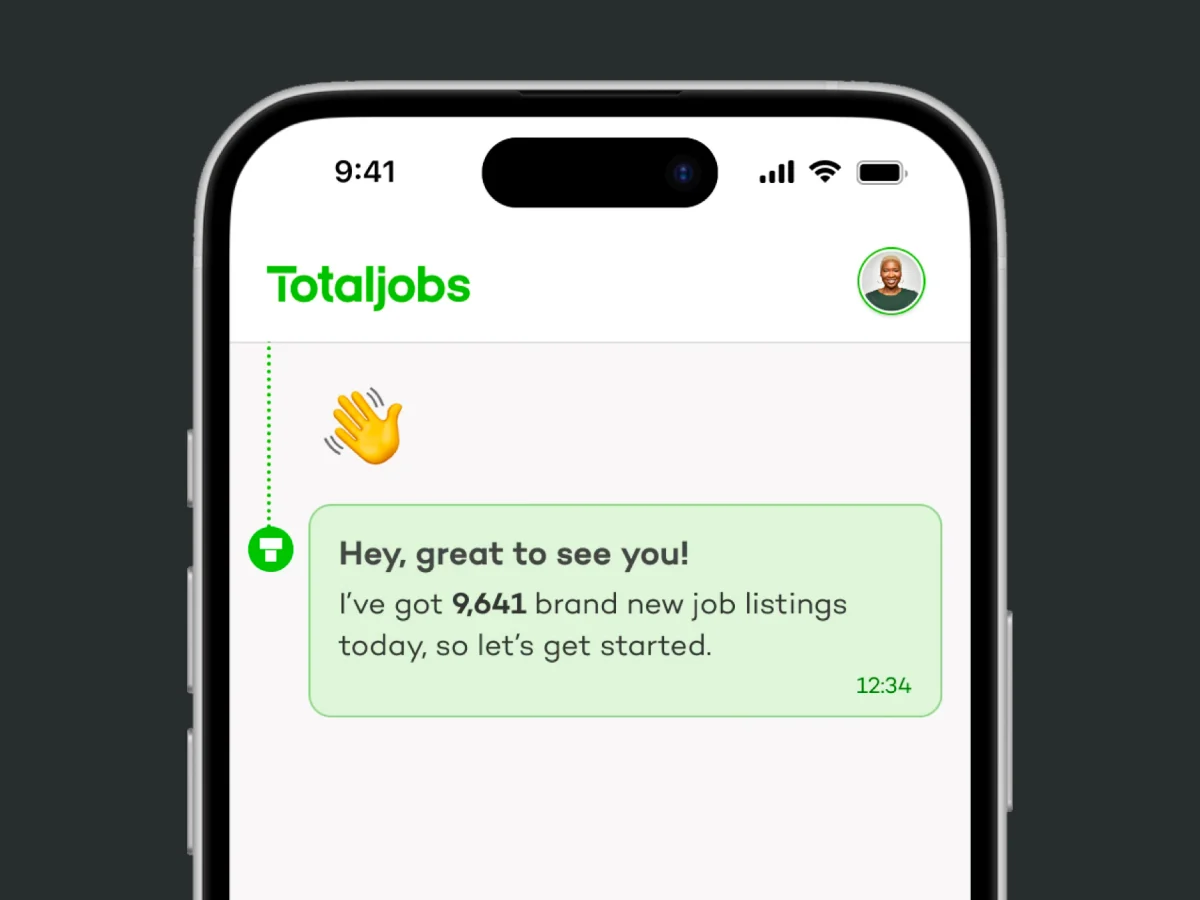 9:41
Totaljobs
Hey, great to see you!
I’ve got 9,641 brand new job listings
today, so let’s get started.
12:34